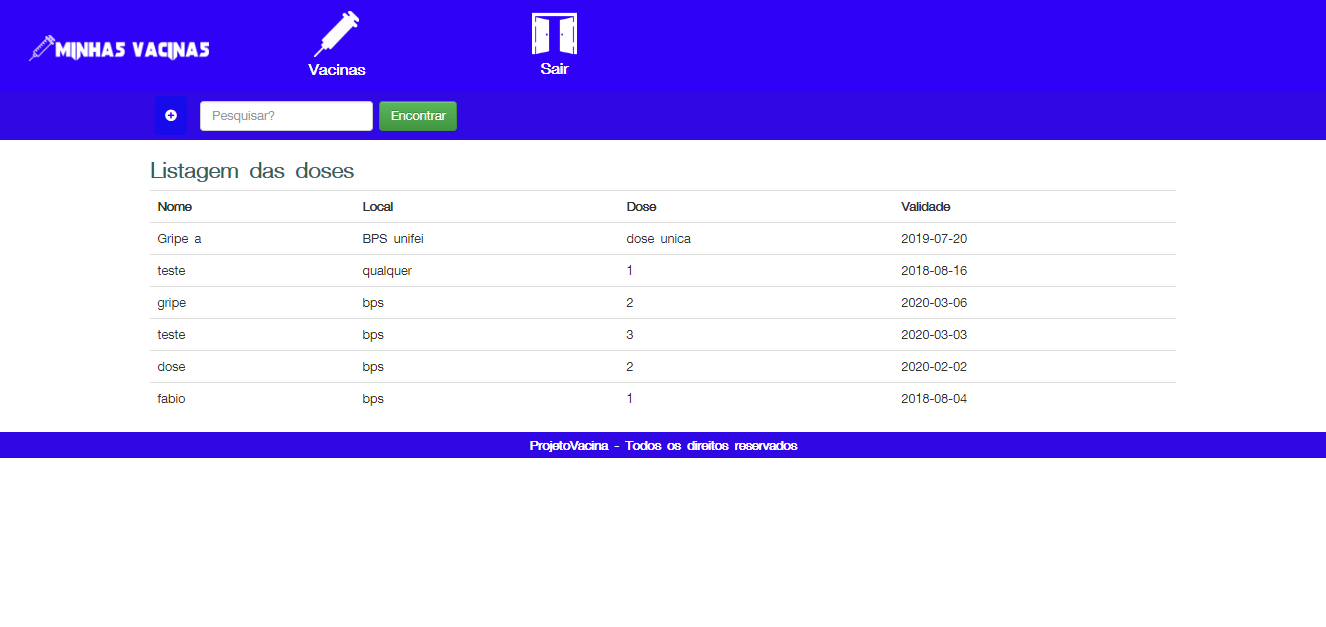 MINHAS VACINAS
Vacinas
Sair
Pesquisar? Encontrar
Listagem das doses
Nome Local Dose Validade
Gripe a BPS unifei dose unica 2019-07-20
teste qualquer 1 2018-08-16
gripe bps 2 2020-03-06
teste bps 3 2020-03-03
dose bps 2 2020-02-02
fabio bps 1 2018-08-04
ProjetoVacina - Todos os direitos reservados